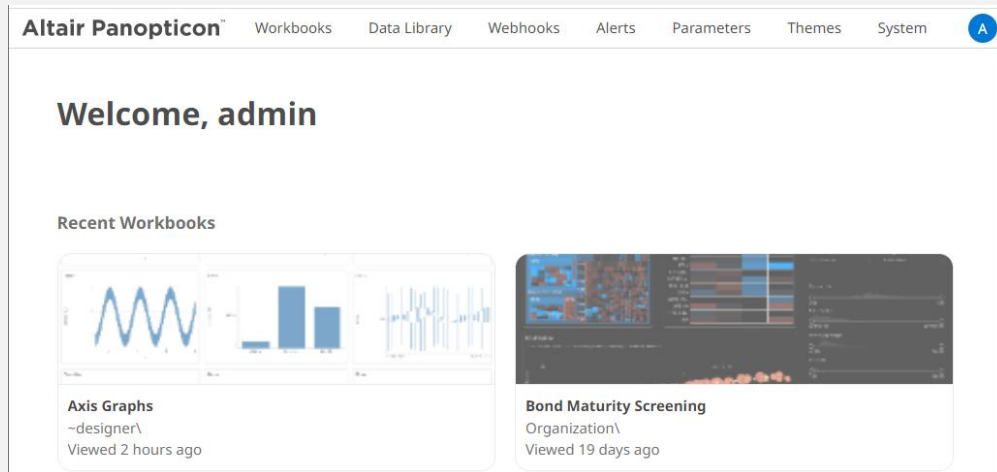 Altair Panopticon™ Workbooks Data Library Webhooks Alerts Parameters Themes System A
Welcome, admin
Recent Workbooks
Axis Graphs
~designer\
Viewed 2 hours ago
Bond Maturity Screening
Organization\
Viewed 19 days ago